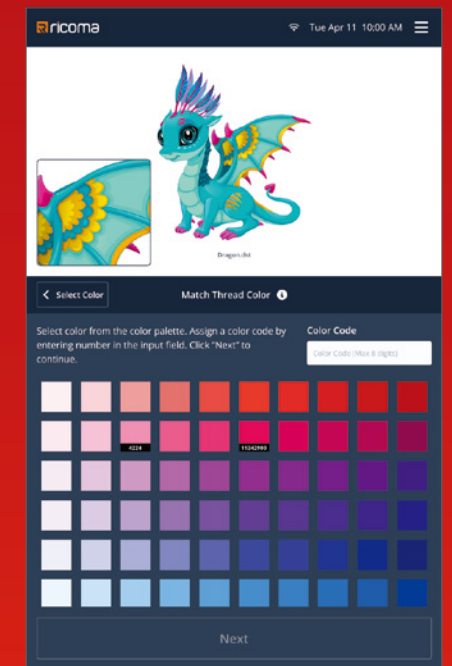 ricoma
Tue Apr 11 10:00 AM
Dragon.dst
Select Color
Match Thread Color
Select color from the color palette. Assign a color code by
entering number in the input field. Click "Next" to
continue.
Color Code
Color Code (Max 8 digits)
4224
15242900
Next